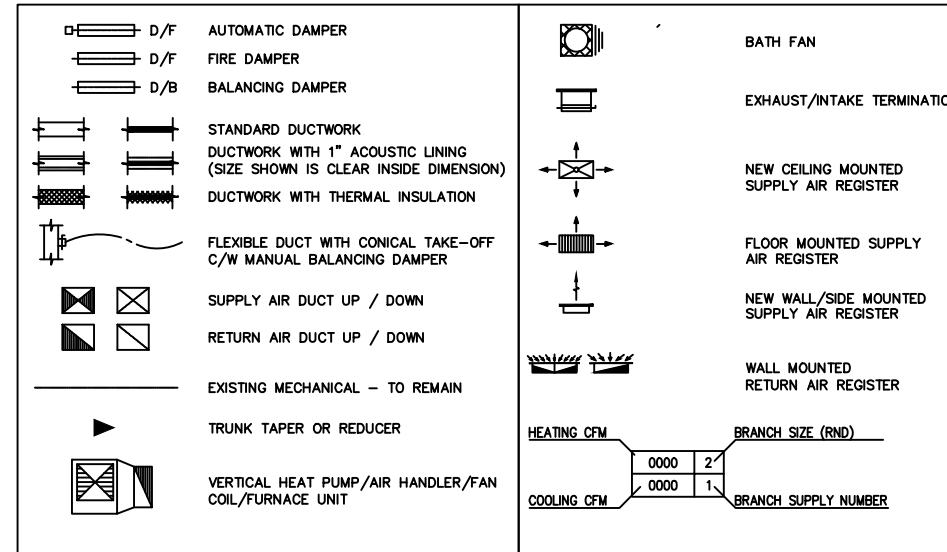 D/F AUTOMATIC DAMPER
D/F FIRE DAMPER
D/B BALANCING DAMPER
STANDARD DUCTWORK
DUCTWORK WITH 1" ACOUSTIC LINING
(SIZE SHOWN IS CLEAR INSIDE DIMENSION)
DUCTWORK WITH THERMAL INSULATION
FLEXIBLE DUCT WITH CONICAL TAKE-OFF
C/W MANUAL BALANCING DAMPER
SUPPLY AIR DUCT UP / DOWN
RETURN AIR DUCT UP / DOWN
EXISTING MECHANICAL - TO REMAIN
TRUNK TAPER OR REDUCER
VERTICAL HEAT PUMP/AIR HANDLER/FAN
COIL/FURNACE UNIT
BATH FAN
EXHAUST/INTAKE TERMINATIO
NEW CEILING MOUNTED
SUPPLY AIR REGISTER
FLOOR MOUNTED SUPPLY
AIR REGISTER
NEW WALL/SIDE MOUNTED
SUPPLY AIR REGISTER
WALL MOUNTED
RETURN AIR REGISTER
HEATING CFM BRANCH SIZE (RND)
0000 2
0000 1
COOLING CFM BRANCH SUPPLY NUMBER